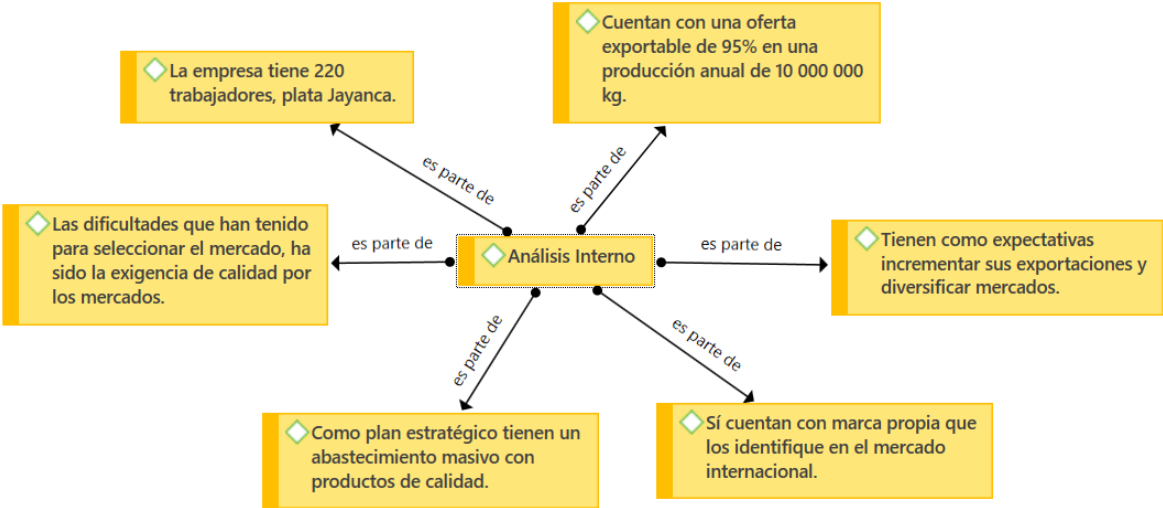 Cuentan con una oferta
exportable de 95% en una
producción anual de 10 000 000
kg.
La empresa tiene 220
trabajadores, plata Jayanca.
es parte de
es parte de
Las dificultades que han tenido
para seleccionar el mercado, ha
sido la exigencia de calidad por
los mercados.
es parte de
Análisis Interno
es parte de
Tienen como expectativas
incrementar sus exportaciones y
diversificar mercados.
es parte de
es parte de
Como plan estratégico tienen un
abastecimiento masivo con
productos de calidad.
Sí cuentan con marca propia que
los identifique en el mercado
internacional.